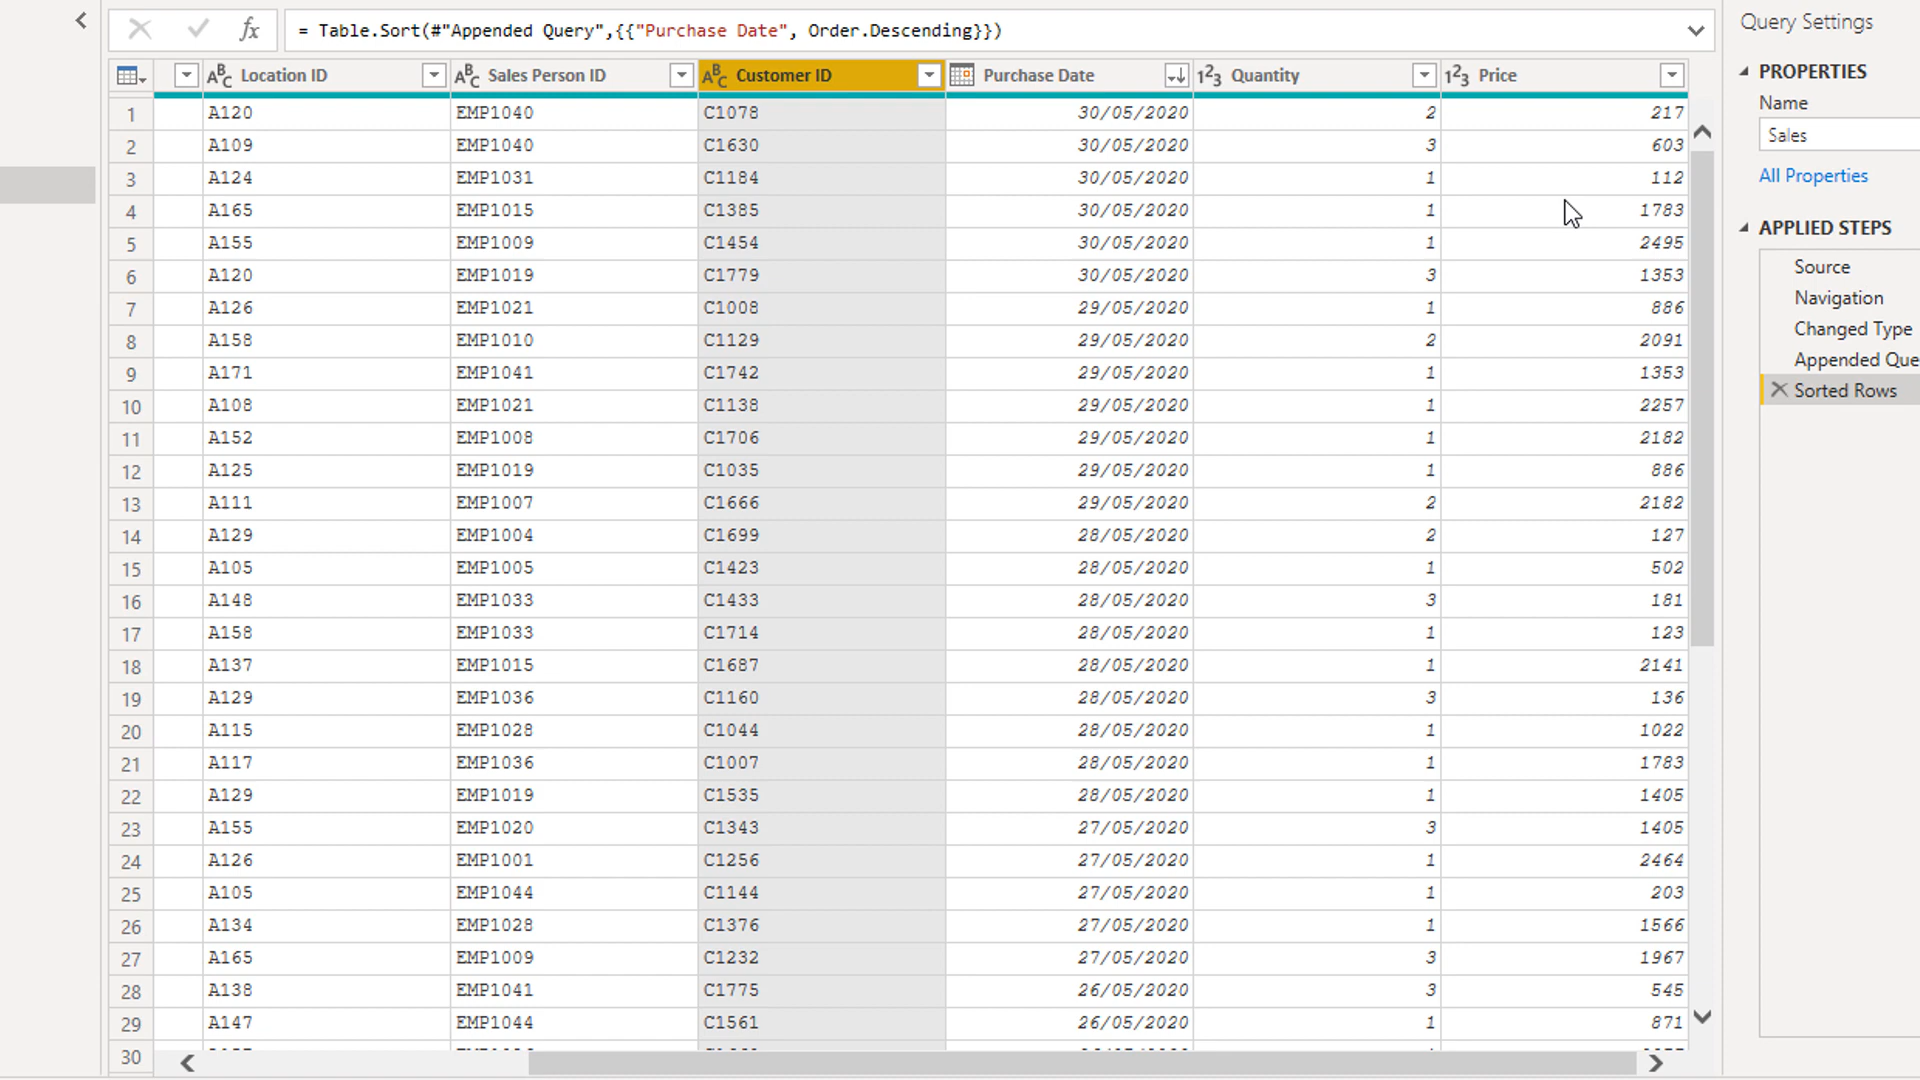 fx = Table.Sort(#"Appended Query",{{"Purchase Date", Order.Descending}})
Query Settings
ABC Location ID ABC Sales Person ID ABC Customer ID Purchase Date 123 Quantity 123 Price
1 A120 EMP1040 C1078 30/05/2020 2 217
2 A109 EMP1040 C1630 30/05/2020 3 603
3 A124 EMP1031 C1184 30/05/2020 1 112
4 A165 EMP1015 C1385 30/05/2020 1 1783
5 A155 EMP1009 C1454 30/05/2020 1 2495
6 A120 EMP1019 C1779 30/05/2020 3 1353
7 A126 EMP1021 C1008 29/05/2020 1 886
8 A158 EMP1010 C1129 29/05/2020 2 2091
9 A171 EMP1041 C1742 29/05/2020 1 1353
10 A108 EMP1021 C1138 29/05/2020 1 2257
11 A152 EMP1008 C1706 29/05/2020 1 2182
12 A125 EMP1019 C1035 29/05/2020 1 886
13 A111 EMP1007 C1666 29/05/2020 2 2182
14 A129 EMP1004 C1699 28/05/2020 2 127
15 A105 EMP1005 C1423 28/05/2020 1 502
16 A148 EMP1033 C1433 28/05/2020 3 181
17 A158 EMP1033 C1714 28/05/2020 1 123
18 A137 EMP1015 C1687 28/05/2020 1 2141
19 A129 EMP1036 C1160 28/05/2020 3 136
20 A115 EMP1028 C1044 28/05/2020 1 1022
21 A117 EMP1036 C1007 28/05/2020 1 1783
22 A129 EMP1019 C1535 28/05/2020 1 1405
23 A155 EMP1020 C1343 27/05/2020 3 1405
24 A126 EMP1001 C1256 27/05/2020 1 2464
25 A105 EMP1044 C1144 27/05/2020 1 203
26 A134 EMP1028 C1376 27/05/2020 1 1566
27 A165 EMP1009 C1232 27/05/2020 3 1967
28 A138 EMP1041 C1775 26/05/2020 3 545
29 A147 EMP1044 C1561 26/05/2020 1 871
30
PROPERTIES
Name
Sales
All Properties
APPLIED STEPS
Source
Navigation
Changed Type
Appended Que
Sorted Rows